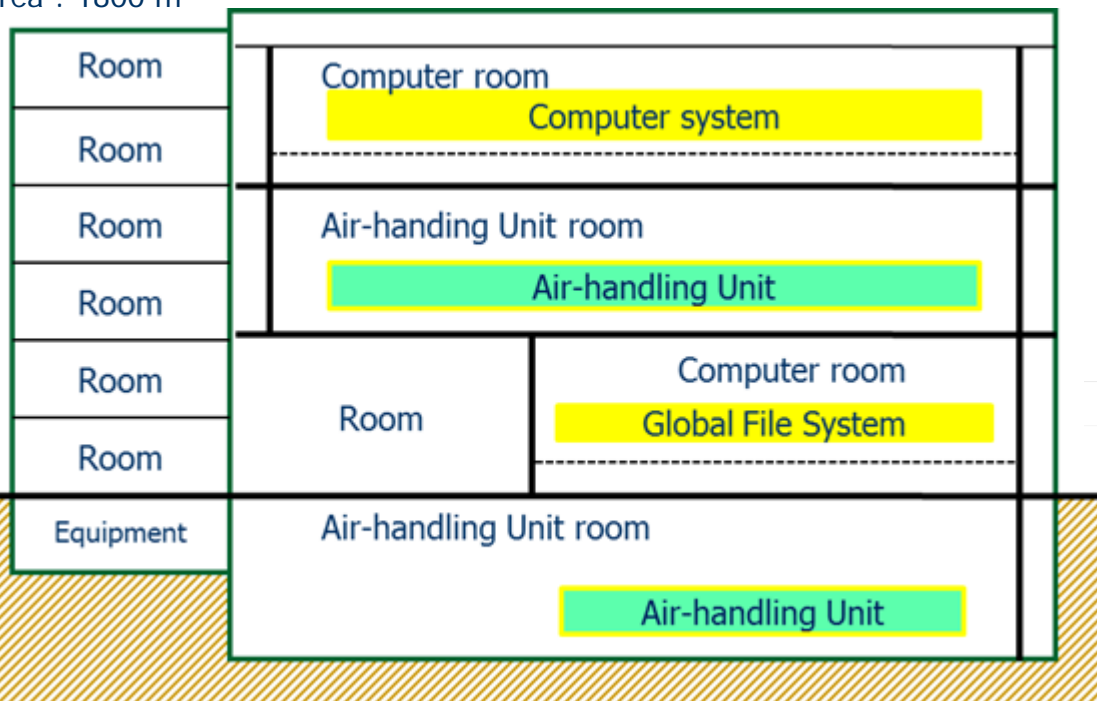 : 1800 m
Room
Room
Room
Room
Room
Room
Equipment
Computer room
Computer system
Air-handing Unit room
Air-handling Unit
Room
Computer room
Global File System
Air-handling Unit room
Air-handling Unit